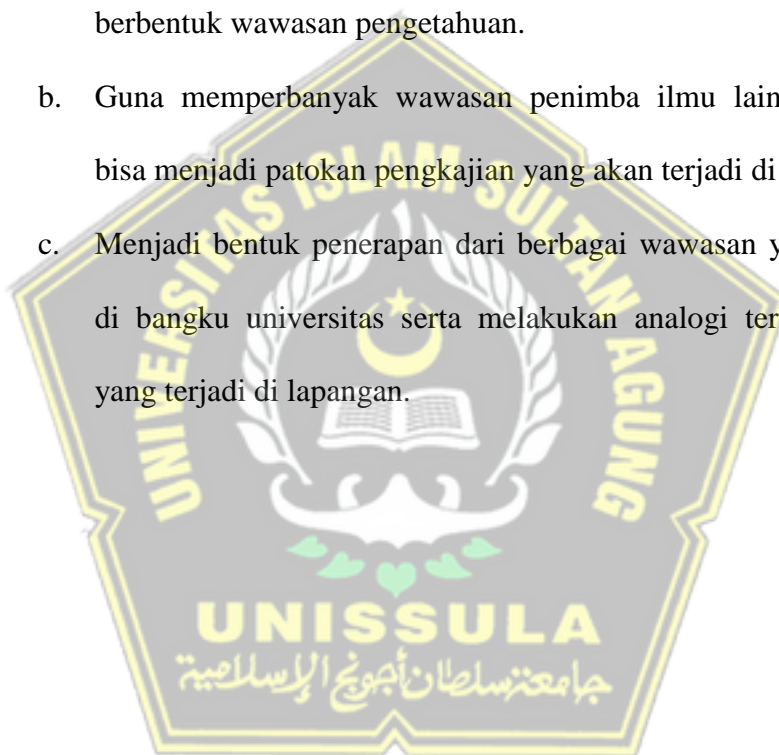 berbentuk wawasan pengetahuan.
b. Guna memperbanyak wawasan penimba ilmu lain
bisa menjadi patokan pengkajian yang akan terjadi di
c. Menjadi bentuk penerapan dari berbagai wawasan y
di bangku universitas serta melakukan analogi ter
yang terjadi di lapangan.
UNIVERSITAS ISLAM SULTAN AGUNG
UNISSULA
جامعة سلطان أجونج الإسلامية